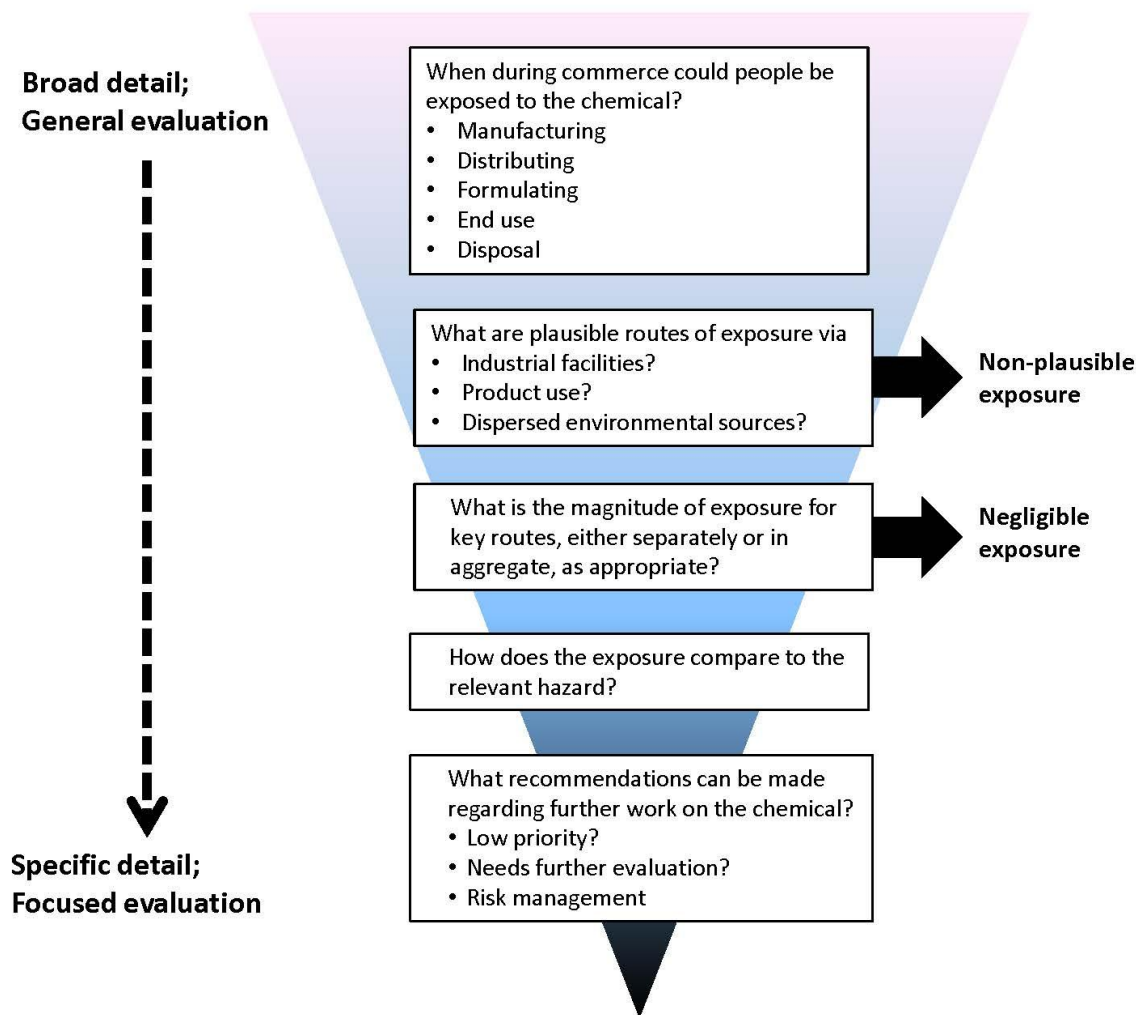 Broad detail;
General evaluation
When during commerce could people be
exposed to the chemical?
• Manufacturing
• Distributing
• Formulating
• End use
• Disposal
What are plausible routes of exposure via
• Industrial facilities?
• Product use?
• Dispersed environmental sources?
Non-plausible
exposure
What is the magnitude of exposure for
key routes, either separately or in
aggregate, as appropriate?
Negligible
exposure
How does the exposure compare to the
relevant hazard?
What recommendations can be made
regarding further work on the chemical?
• Low priority?
• Needs further evaluation?
• Risk management
Specific detail;
Focused evaluation